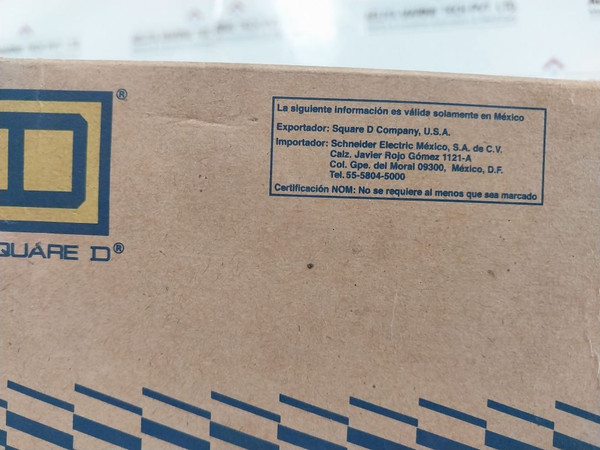 La siguiente información es válida solamente en México
Exportador: Square D Company, U.S.A.
Importador: Schneider Electric México, S.A. de C.V.
Calz. Javier Rojo Gómez 1121-A
Col. Gpe. del Moral 09300, México, D.F.
Tel. 55-5804-5000
Certificación NOM: No se requiere al menos que sea marcado
D
®
QUARE D®